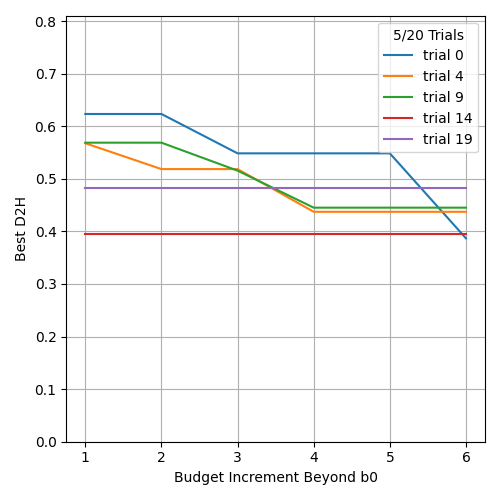 5/20 Trials
trial 0
trial 4
trial 9
trial 14
trial 19
0.8
0.7
0.6
0.5
0.4
0.3
0.2
0.1
0.0
Best D2H
1 2 3 4 5 6
Budget Increment Beyond b0